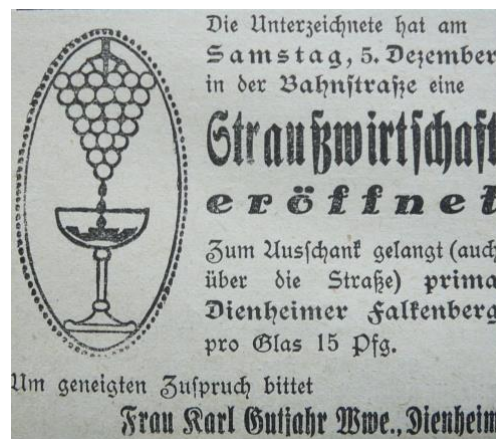 Die Unterzeichnete hat am
Samstag, 5. Dezember
in der Bahnstraße eine
Straußwirtschaft
eröffnet
Zum Ausschank gelangt (auch
über die Straße) prima
Dienheimer Falkenberg
pro Glas 15 Pfg.
Um geneigten Zuspruch bittet
Frau Karl Gutjahr Wwe., Dienheim